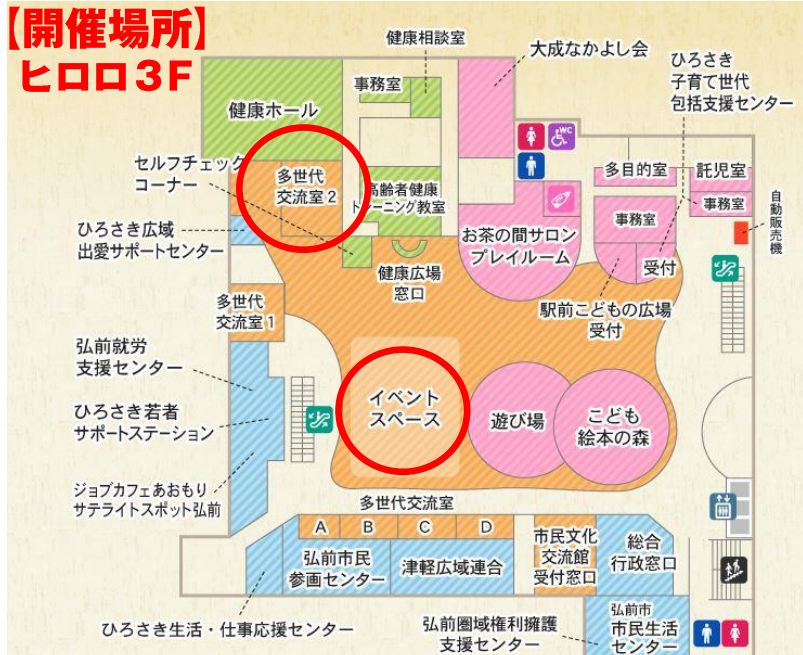 【開催場所】
ヒロロ３Ｆ
健康相談室
大成なかよし会
ひろさき
子育て世代
包括支援センター
事務室
健康ホール
WC
セルフチェック
コーナー
多世代
交流室２
高齢者健康
トレーニング教室
多目的室
託児室
事務室
事務室
自動販売機
ひろさき広域
出愛サポートセンター
お茶の間サロン
プレイルーム
受付
健康広場
窓口
駅前こどもの広場
受付
多世代
交流室１
弘前就労
支援センター
イベント
スペース
遊び場
こども
絵本の森
ひろさき若者
サポートステーション
ジョブカフェあおもり
サテライトスポット弘前
多世代交流室
A B C D
弘前市民
参画センター
津軽広域連合
市民文化
交流館
受付窓口
総合
行政窓口
ひろさき生活・仕事応援センター
弘前圏域権利擁護
支援センター
弘前市
市民生活
センター